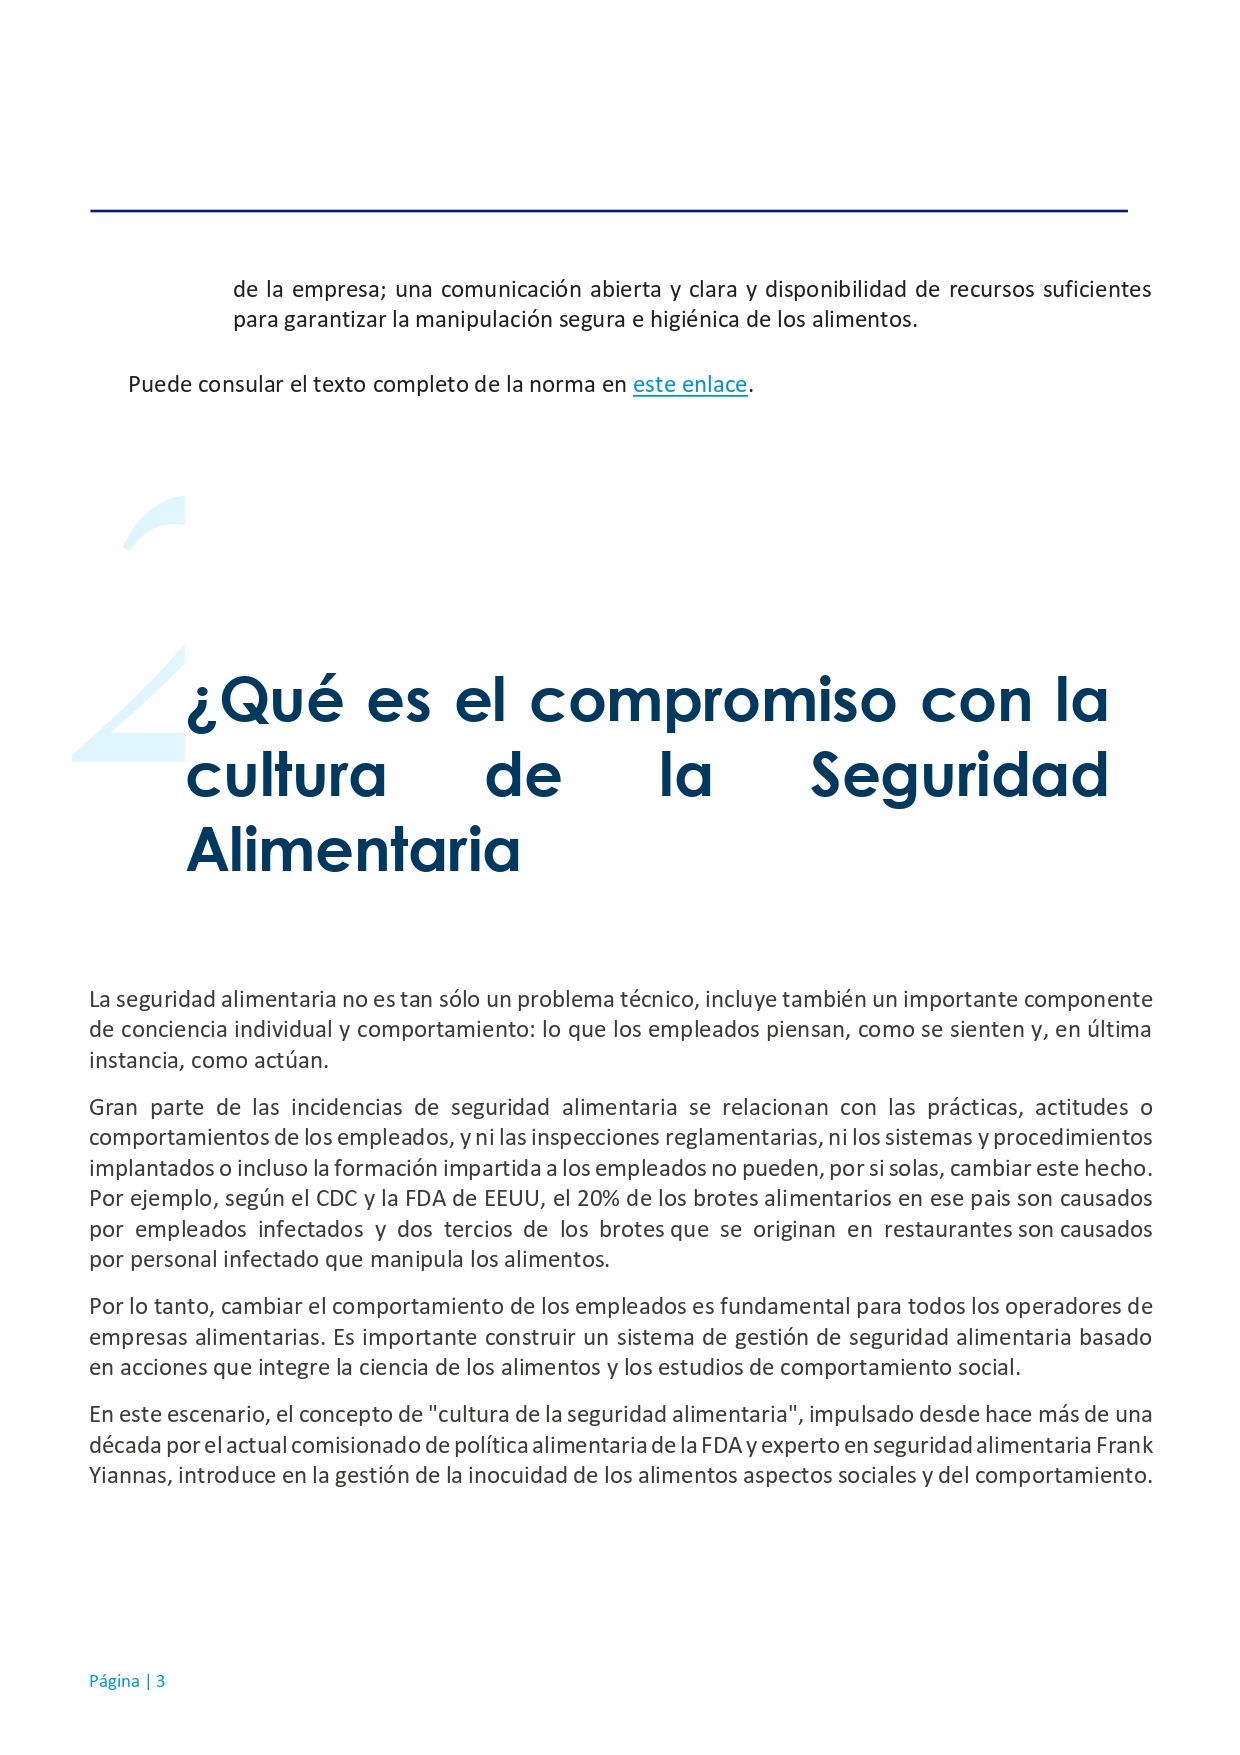 de la empresa; una comunicación abierta y clara y disponibilidad de recursos suficientes
para garantizar la manipulación segura e higiénica de los alimentos.
Puede consular el texto completo de la norma en este enlace.
2
¿Qué es el compromiso con la
cultura de la Seguridad
Alimentaria
La seguridad alimentaria no es tan sólo un problema técnico, incluye también un importante componente
de conciencia individual y comportamiento: lo que los empleados piensan, como se sienten y, en última
instancia, como actúan.
Gran parte de las incidencias de seguridad alimentaria se relacionan con las prácticas, actitudes o
comportamientos de los empleados, y ni las inspecciones reglamentarias, ni los sistemas y procedimientos
implantados o incluso la formación impartida a los empleados no pueden, por si solas, cambiar este hecho.
Por ejemplo, según el CDC y la FDA de EEUU, el 20% de los brotes alimentarios en ese pais son causados
por empleados infectados y dos tercios de los brotes que se originan en restaurantes son causados
por personal infectado que manipula los alimentos.
Por lo tanto, cambiar el comportamiento de los empleados es fundamental para todos los operadores de
empresas alimentarias. Es importante construir un sistema de gestión de seguridad alimentaria basado
en acciones que integre la ciencia de los alimentos y los estudios de comportamiento social.
En este escenario, el concepto de "cultura de la seguridad alimentaria", impulsado desde hace más de una
década por el actual comisionado de política alimentaria de la FDA y experto en seguridad alimentaria Frank
Yiannas, introduce en la gestión de la inocuidad de los alimentos aspectos sociales y del comportamiento.
Página | 3